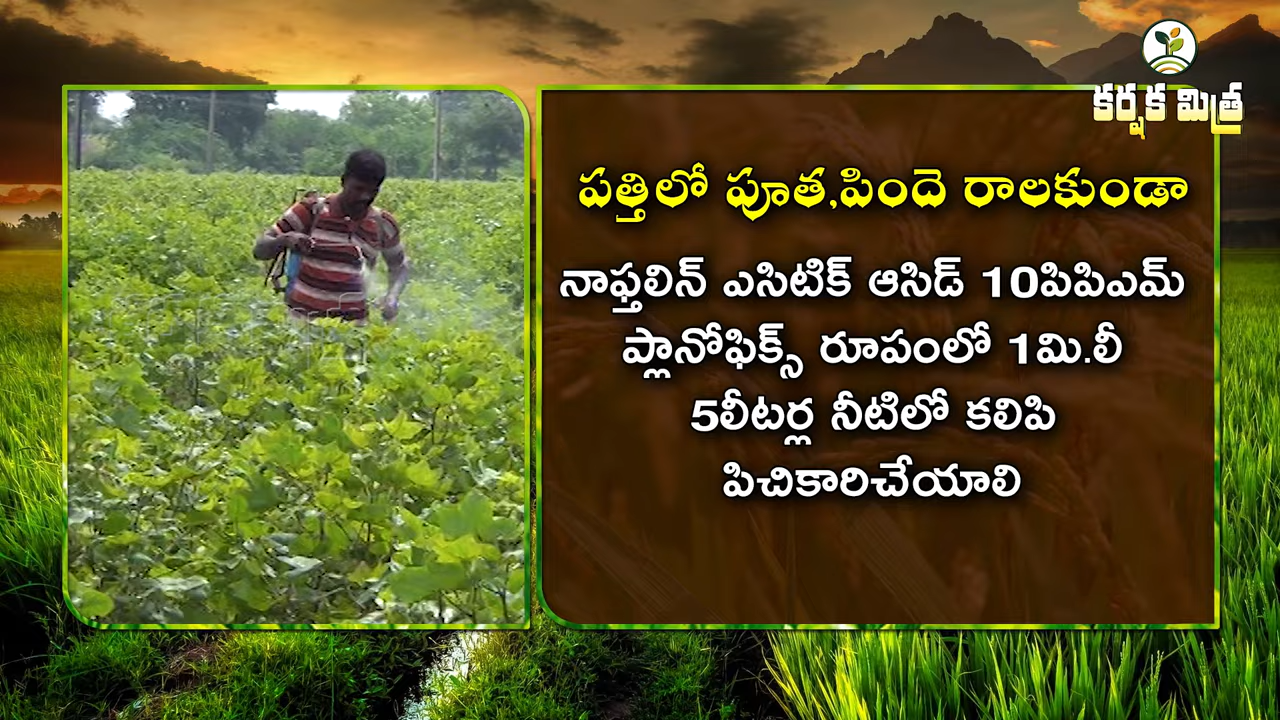 కర్షక మిత్ర
పత్తిలో పూత,పిందె రాలకుండా
నాఫ్తలిన్ ఎసిటిక్ ఆసిడ్ 10పిపిఎమ్
ప్లానోఫిక్స్ రూపంలో 1మి.లీ
5లీటర్ల నీటిలో కలిపి
పిచికారిచేయాలి